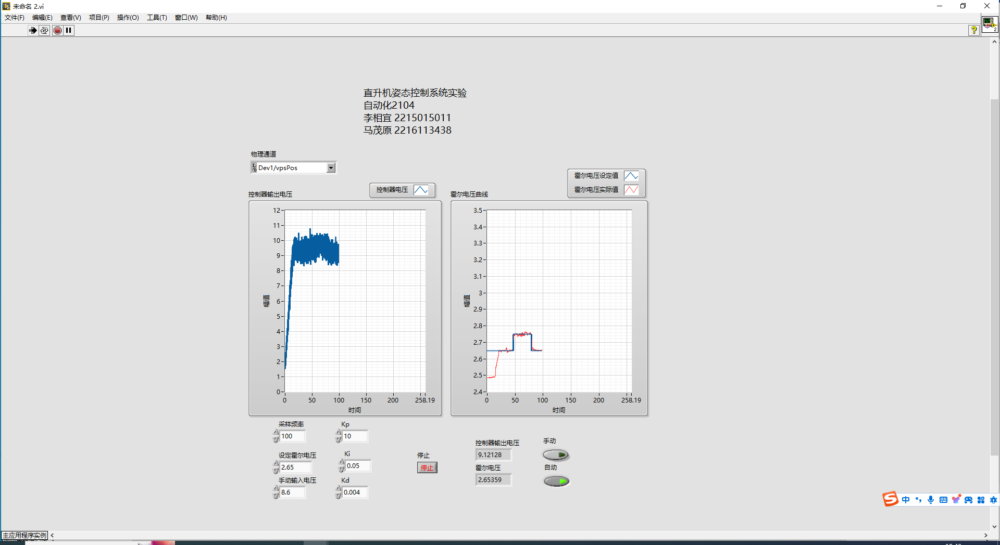 未命名 2.vi
文件(F) 编辑(E) 查看(V) 项目(P) 操作(O) 工具(T) 窗口(W) 帮助(H)
?
2
直升机姿态控制系统实验
自动化2104
李相宜 2215015011
马茂原 2216113438
物理通道
Dev1/vpsPos
控制器输出电压
控制器电压
12
11
10
9
8
7
6
5
4
3
2
1
0
幅值
0 50 100 150 200 258.19
时间
霍尔电压曲线
霍尔电压设定值
霍尔电压实际值
3.5
3.4
3.3
3.2
3.1
3
2.9
2.8
2.7
2.6
2.5
2.4
幅值
0 50 100 150 200 258.19
时间
采样频率
100
Kp
10
设定霍尔电压
2.65
Ki
0.05
手动输入电压
8.6
Kd
0.004
停止
停止
控制器输出电压
9.12128
霍尔电压
2.65359
手动
自动
中
主应用程序实例